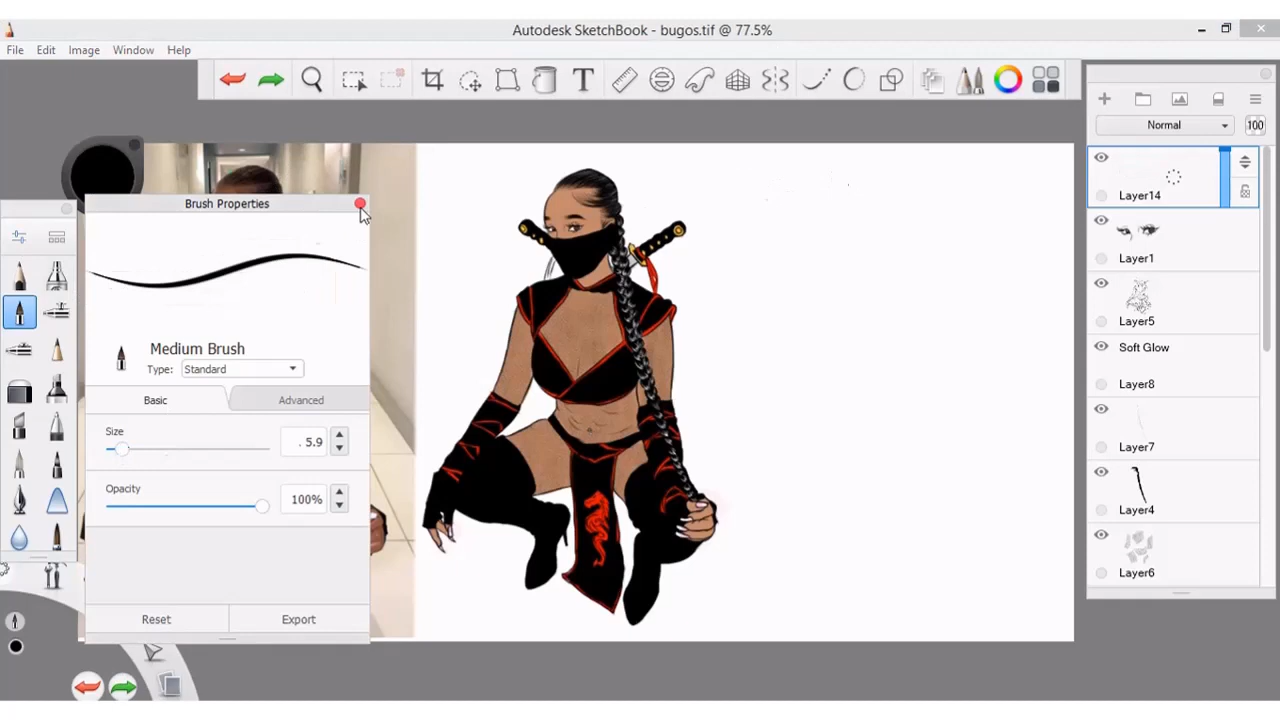 Autodesk SketchBook - bugos.tif @ 77.5%
File Edit Image Window Help
Normal 100
Brush Properties
Medium Brush
Type: Standard
Basic Advanced
Size
5.9
Opacity
100%
Reset Export
Layer14
Layer1
Layer5
Soft Glow
Layer8
Layer7
Layer4
Layer6